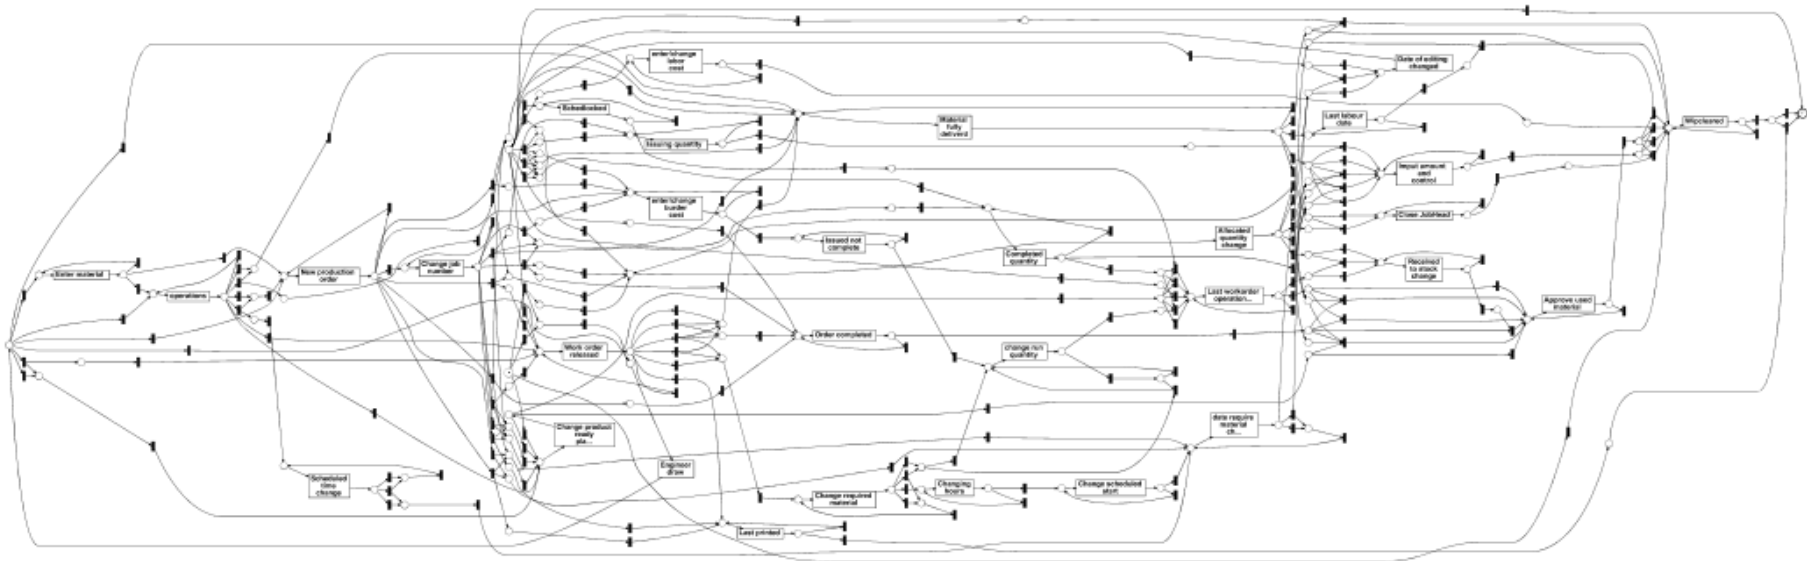 enter/change
labor
cost
Schedlocked
Issuing quantity
enter/change
burder
cost
Material
fully
deliverd
Issued not
complete
Date of editing
changed
Last labour
date
Input amount
and
control
Close JobHead
Wipcleared
Allocated
quantity
change
Completed
quantity
Received
to stock
change
Enter material
operations
New production
order
Change job
number
Last workorder
operation...
Approve used
material
Work order
released
Order completed
change run
quantity
Change product
ready
pla...
date require
material
ch...
Engineer
draw
Scheduled
time
change
Change required
material
Changing
hours
Change scheduled
start
Last printed